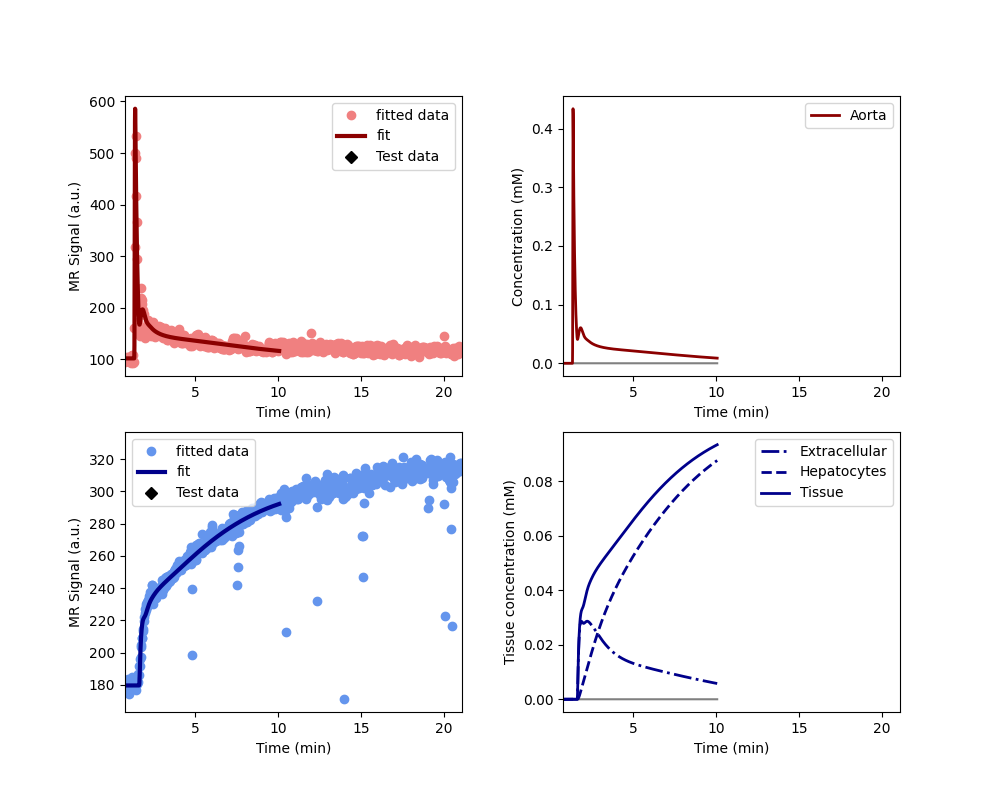 600
500
400
300
200
100
MR Signal (a.u.)
fitted data
fit
Test data
5
10
15
20
Time (min)
0.4
0.3
0.2
0.1
0.0
Concentration (mM)
Aorta
5
10
15
20
Time (min)
320
300
280
260
240
220
200
180
MR Signal (a.u.)
fitted data
fit
Test data
5
10
15
20
Time (min)
0.08
0.06
0.04
0.02
0.00
Tissue concentration (mM)
Extracellular
Hepatocytes
Tissue
5
10
15
20
Time (min)